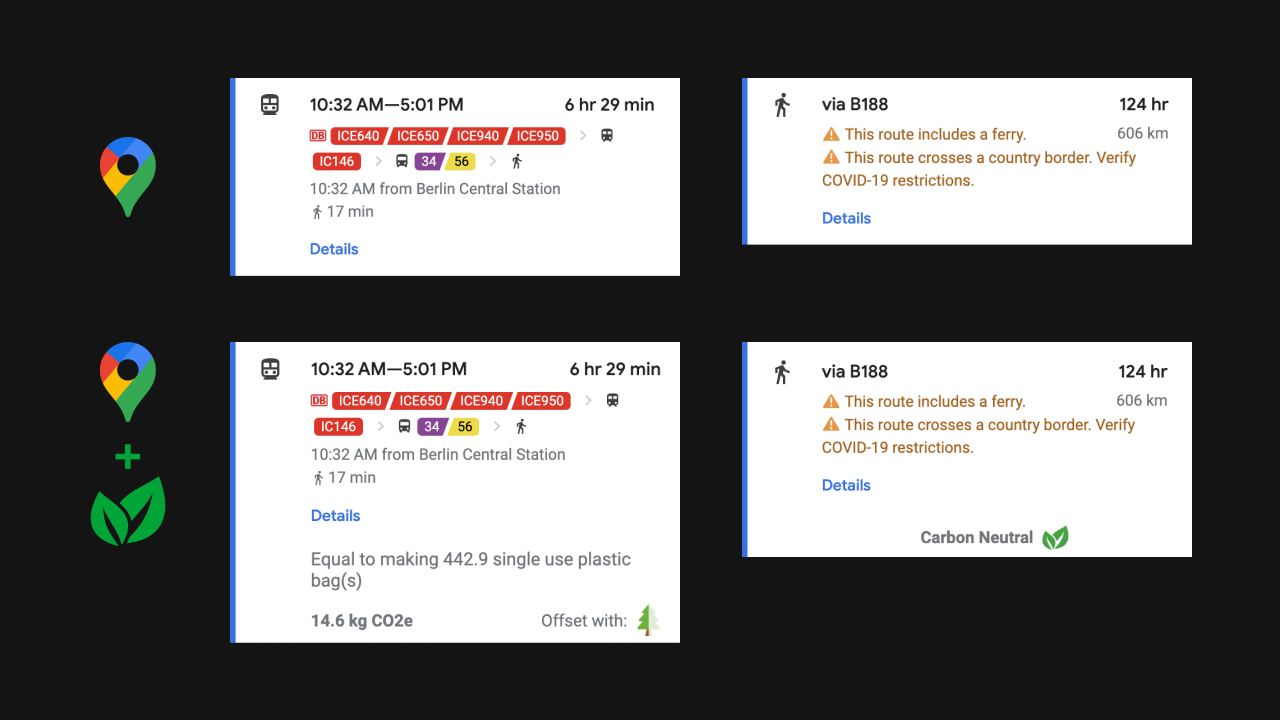 10:32 AM—5:01 PM 6 hr 29 min
DB ICE640 ICE650 ICE940 ICE950
IC146 34 56
10:32 AM from Berlin Central Station
17 min
Details
via B188 124 hr
This route includes a ferry. 606 km
This route crosses a country border. Verify
COVID-19 restrictions.
Details
10:32 AM—5:01 PM 6 hr 29 min
DB ICE640 ICE650 ICE940 ICE950
IC146 34 56
10:32 AM from Berlin Central Station
17 min
Details
Equal to making 442.9 single use plastic
bag(s)
14.6 kg CO2e Offset with:
via B188 124 hr
This route includes a ferry. 606 km
This route crosses a country border. Verify
COVID-19 restrictions.
Details
Carbon Neutral